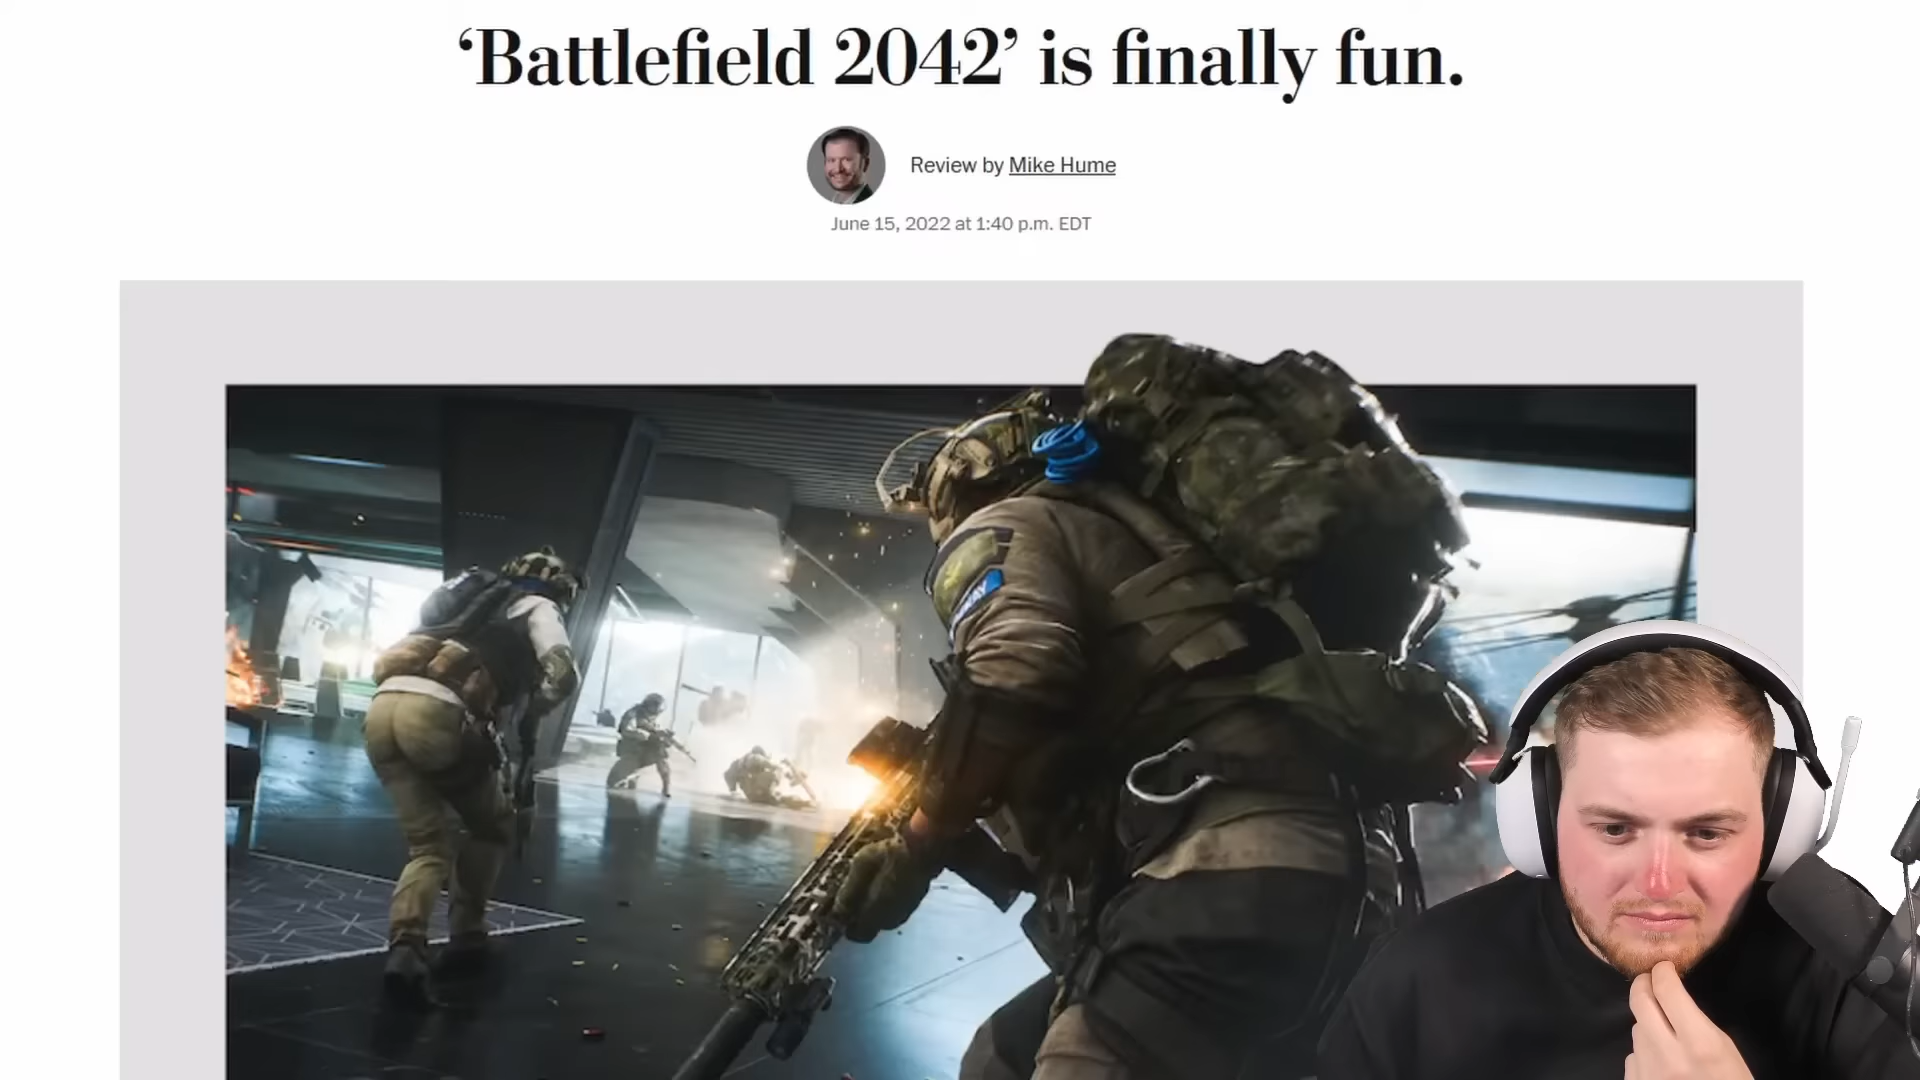 ‘Battlefield 2042’ is finally fun.
Review by Mike Hume
June 15, 2022 at 1:40 p.m. EDT